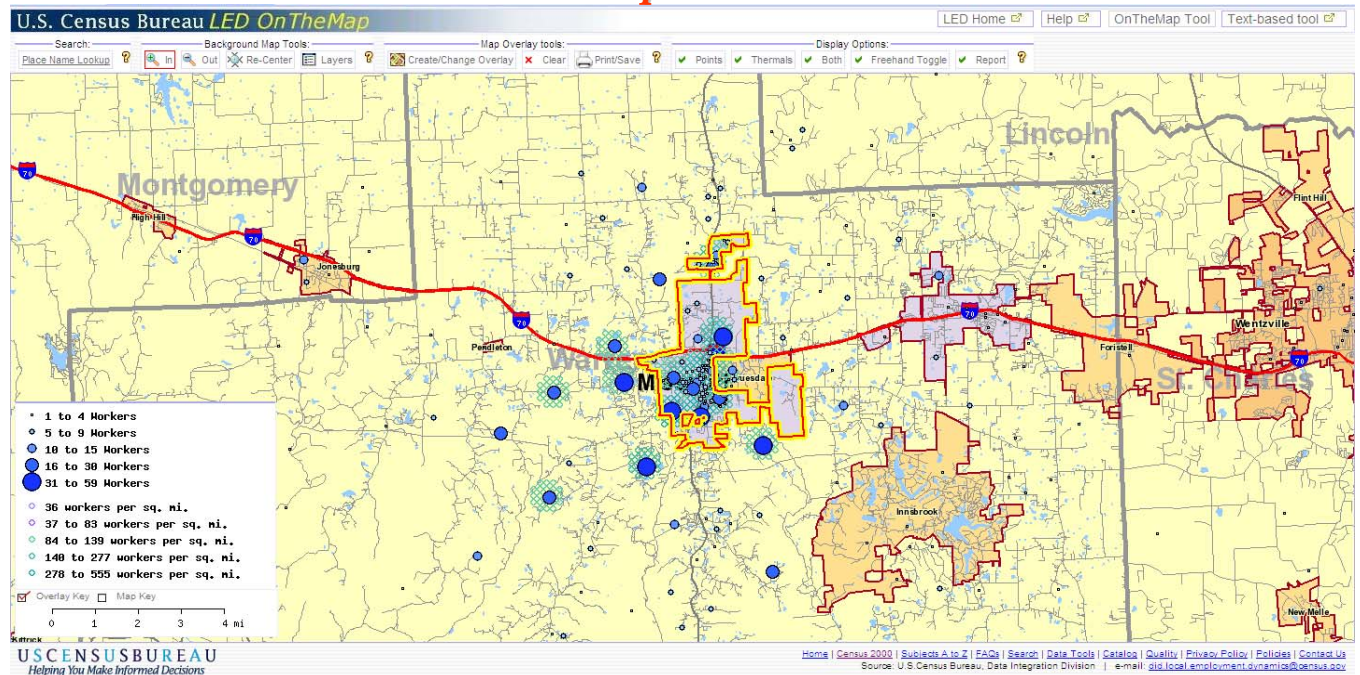 U.S. Census Bureau LED OnTheMap
LED Home
Help
OnTheMap Tool
Text-based tool
Search:
Background Map Tools:
Map Overlay tools:
Display Options:
Place Name Lookup
?
In
Out
Re-Center
Layers
?
Create/Change Overlay
Clear
Print/Save
?
Points
Thermals
Both
Freehand Toggle
Report
?
Lincoln
Montgomery
70
High Hill
70
Jonesburg
Flint Hill
70
70
Wentzville
Pendleton
War
M
uesda
Foristell
70
St. Charles
Innsbrook
New Melle
1 to 4 Workers
5 to 9 Workers
10 to 15 Workers
16 to 30 Workers
31 to 59 Workers
36 workers per sq. mi.
37 to 83 workers per sq. mi.
84 to 139 workers per sq. mi.
140 to 277 workers per sq. mi.
278 to 555 workers per sq. mi.
Overlay Key
Map Key
0 1 2 3 4 mi
USCENSUSBUREAU
Helping You Make Informed Decisions
Home | Census 2000 | Subjects A to Z | FAQs | Search | Data Tools | Catalog | Quality | Privacy Policy | Policies | Contact Us
Source: U.S.Census Bureau, Data Integration Division | e-mail: did.local.employment.dynamics@census.gov